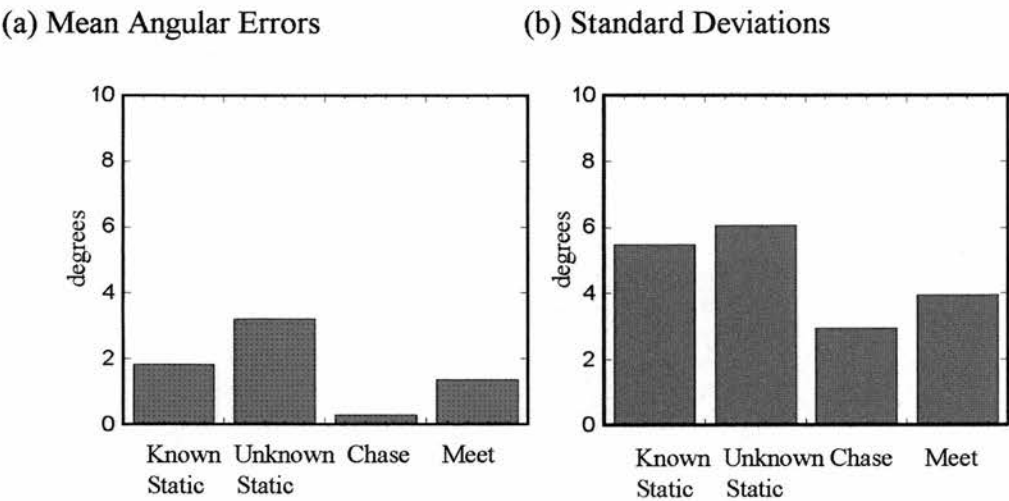 (a) Mean Angular Errors
(b) Standard Deviations
10
8
6
4
2
0
degrees
Known Unknown Chase Meet
Static Static
10
8
6
4
2
0
degrees
Known Unknown Chase Meet
Static Static